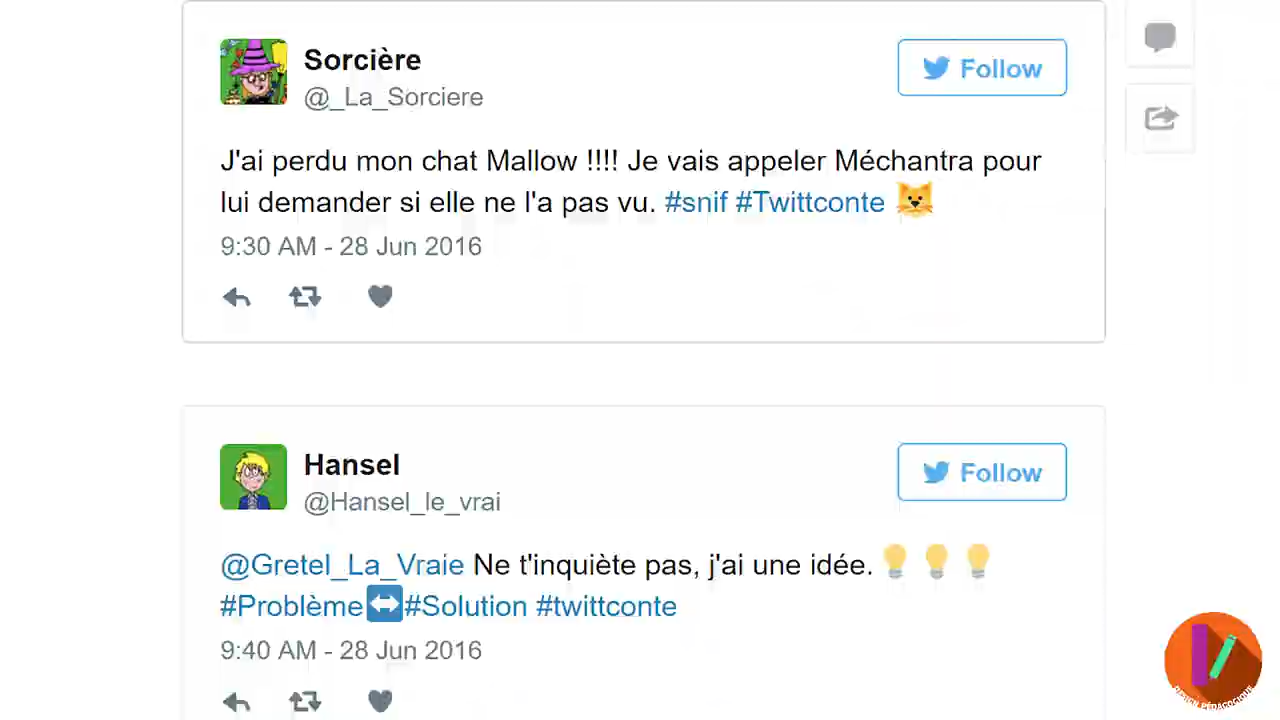 Sorcière
@_La_Sorciere
Follow
J'ai perdu mon chat Mallow !!!! Je vais appeler Méchantra pour
lui demander si elle ne l'a pas vu. #snif #Twittconte
9:30 AM - 28 Jun 2016
Hansel
@Hansel_le_vrai
Follow
@Gretel_La_Vraie Ne t'inquiète pas, j'ai une idée.
#Problème #Solution #twittconte
9:40 AM - 28 Jun 2016